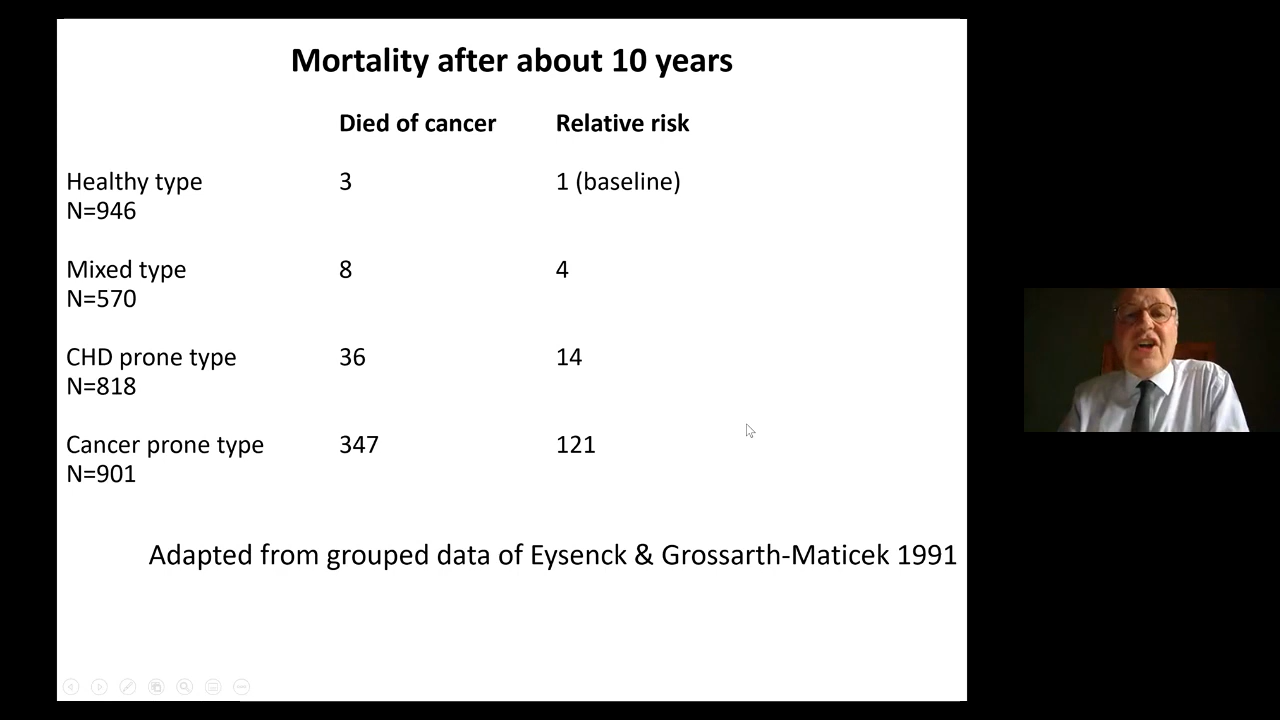 Mortality after about 10 years
Died of cancer Relative risk
Healthy type 3 1 (baseline)
N=946
Mixed type 8 4
N=570
CHD prone type 36 14
N=818
Cancer prone type 347 121
N=901
Adapted from grouped data of Eysenck & Grossarth-Maticek 1991